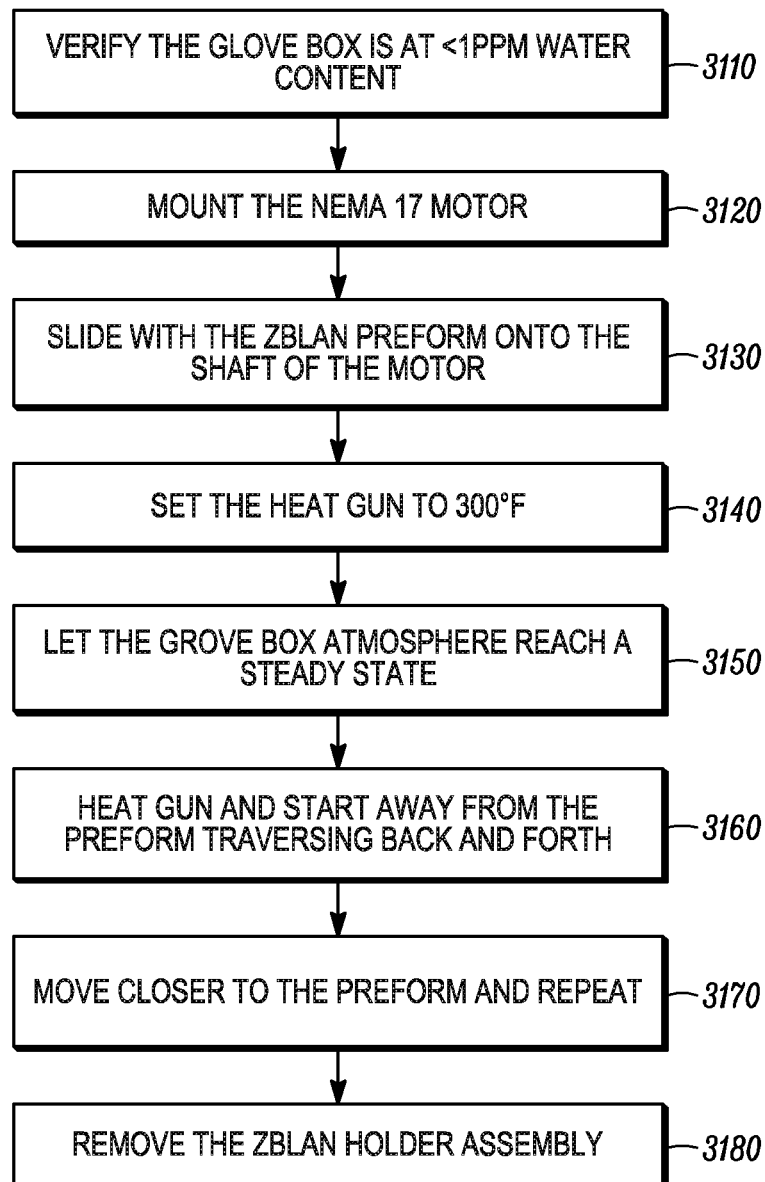 VERIFY THE GLOVE BOX IS AT <1PPM WATER
CONTENT
3110
MOUNT THE NEMA 17 MOTOR
3120
SLIDE WITH THE ZBLAN PREFORM ONTO THE
SHAFT OF THE MOTOR
3130
SET THE HEAT GUN TO 300°F
3140
LET THE GROVE BOX ATMOSPHERE REACH A
STEADY STATE
3150
HEAT GUN AND START AWAY FROM THE
PREFORM TRAVERSING BACK AND FORTH
3160
MOVE CLOSER TO THE PREFORM AND REPEAT
3170
REMOVE THE ZBLAN HOLDER ASSEMBLY
3180